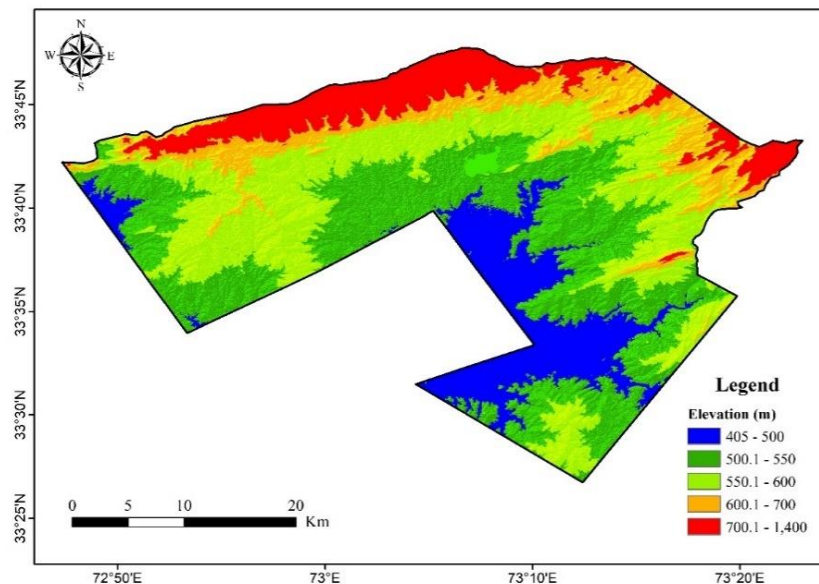 N
W E
S
33°45'N
33°40'N
33°35'N
33°30'N
33°25'N
Legend
Elevation (m)
405 - 500
500.1 - 550
550.1 - 600
600.1 - 700
700.1 - 1,400
0 5 10 20
Km
72°50'E 73°E 73°10'E 73°20'E